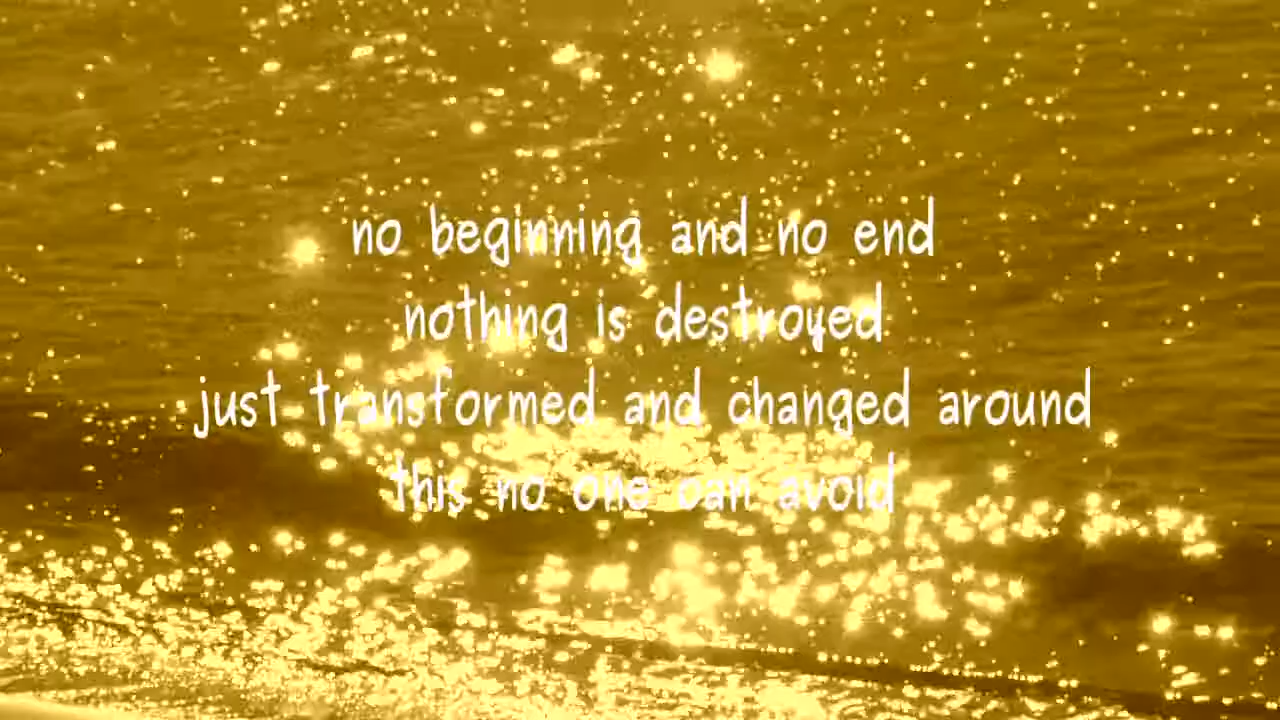 no beginning and no end
nothing is destroyed
just transformed and changed around
this no one can avoid